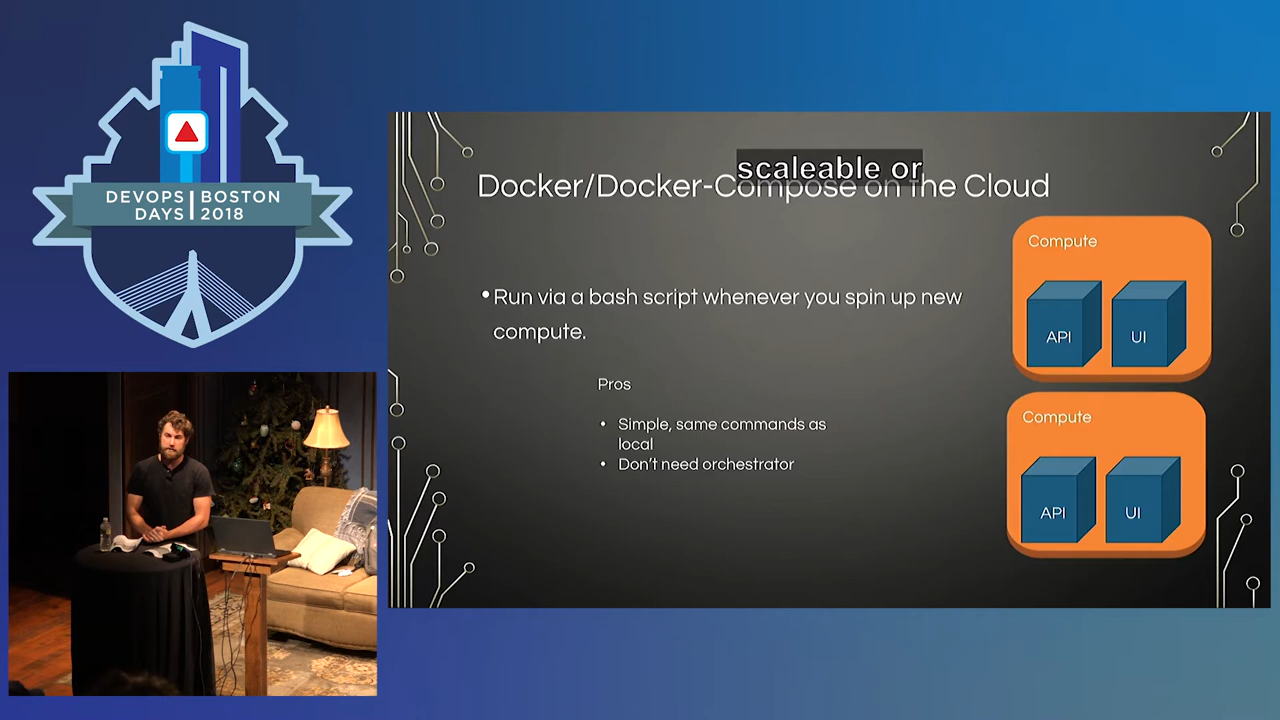 DEVOPS BOSTON
DAYS 2018
scaleable or
Docker/Docker-Compose on the Cloud
• Run via a bash script whenever you spin up new
compute.
Pros
• Simple, same commands as
local
• Don't need orchestrator
Compute
API UI
Compute
API UI